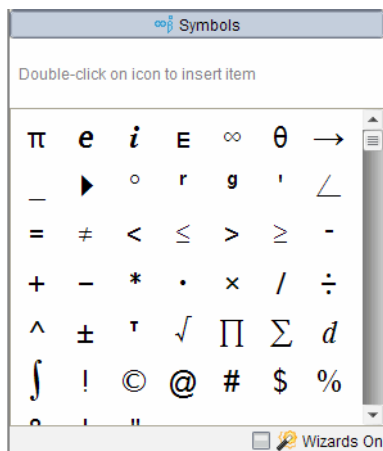 ∞β Symbols
Double-click on icon to insert item
π e i ᴇ ∞ θ →
_ ▶ ° ʳ ᵍ ' ∠
= ≠ < ≤ > ≥ -
+ − * · × / ÷
^ ± ᵀ √ ∏ ∑ d
∫ ! © @ # $ %
Wizards On